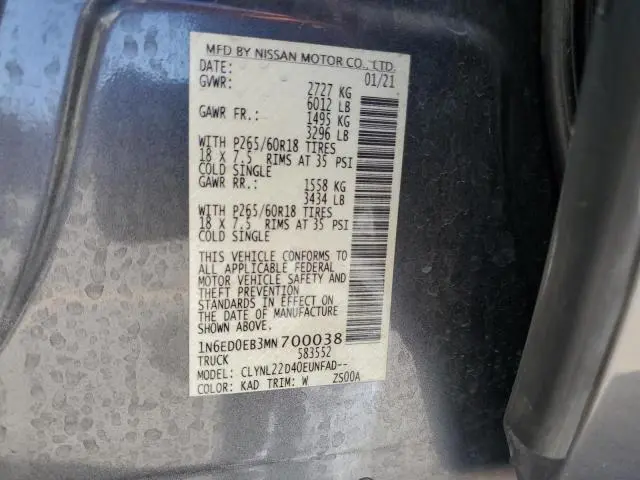 MFD BY NISSAN MOTOR CO., LTD.
DATE: 01/21
GVWR: 2727 KG
6012 LB
GAWR FR.: 1495 KG
3296 LB
WITH P265/60R18 TIRES
18 X 7.5 RIMS AT 35 PSI
COLD SINGLE
GAWR RR.: 1558 KG
3434 LB
WITH P265/60R18 TIRES
18 X 7.5 RIMS AT 35 PSI
COLD SINGLE
THIS VEHICLE CONFORMS TO
ALL APPLICABLE FEDERAL
MOTOR VEHICLE SAFETY AND
THEFT PREVENTION
STANDARDS IN EFFECT ON
THE DATE OF MANUFACTURE
SHOWN ABOVE.
1N6ED0EB3MN700038
TRUCK 583552
MODEL: CLYNL22D40EUNFAD--
COLOR: KAD TRIM: W ZS00A